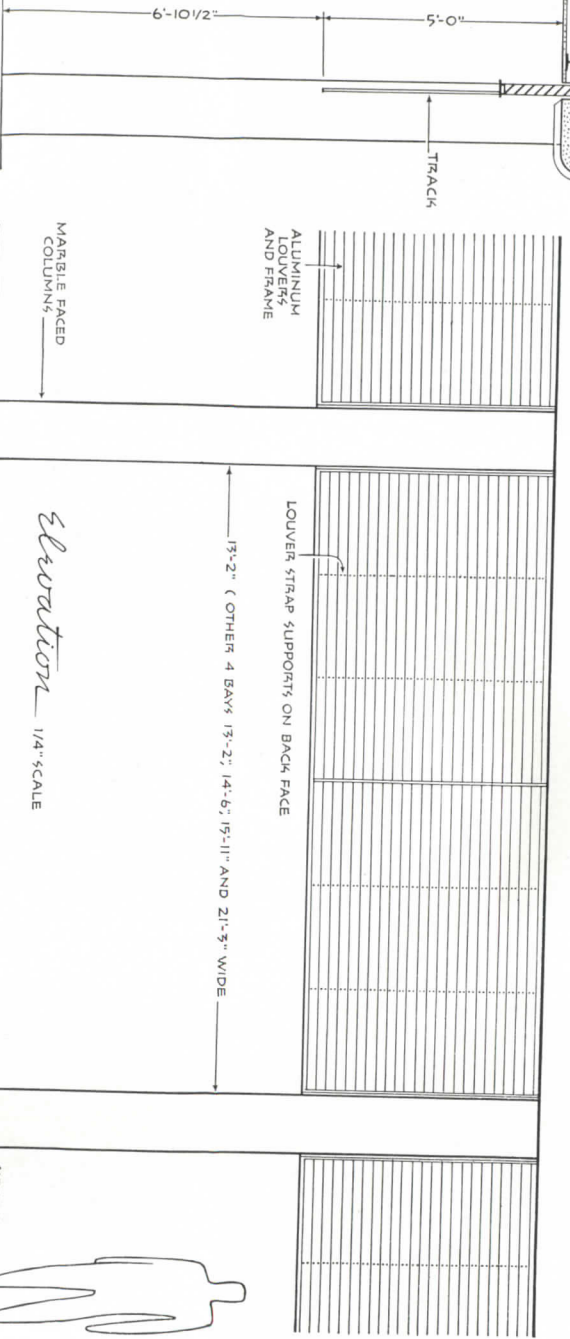 6'-10 1/2"
5'-0"
TRACK
ALUMINUM
LOUVERS
AND FRAME
MARBLE FACED
COLUMNS
LOUVER STRAP SUPPORTS ON BACK FACE
13'-2" ( OTHER 4 BAYS 13'-2", 14'-6", 15'-11" AND 21'-3" WIDE
Elevation 1/4" SCALE